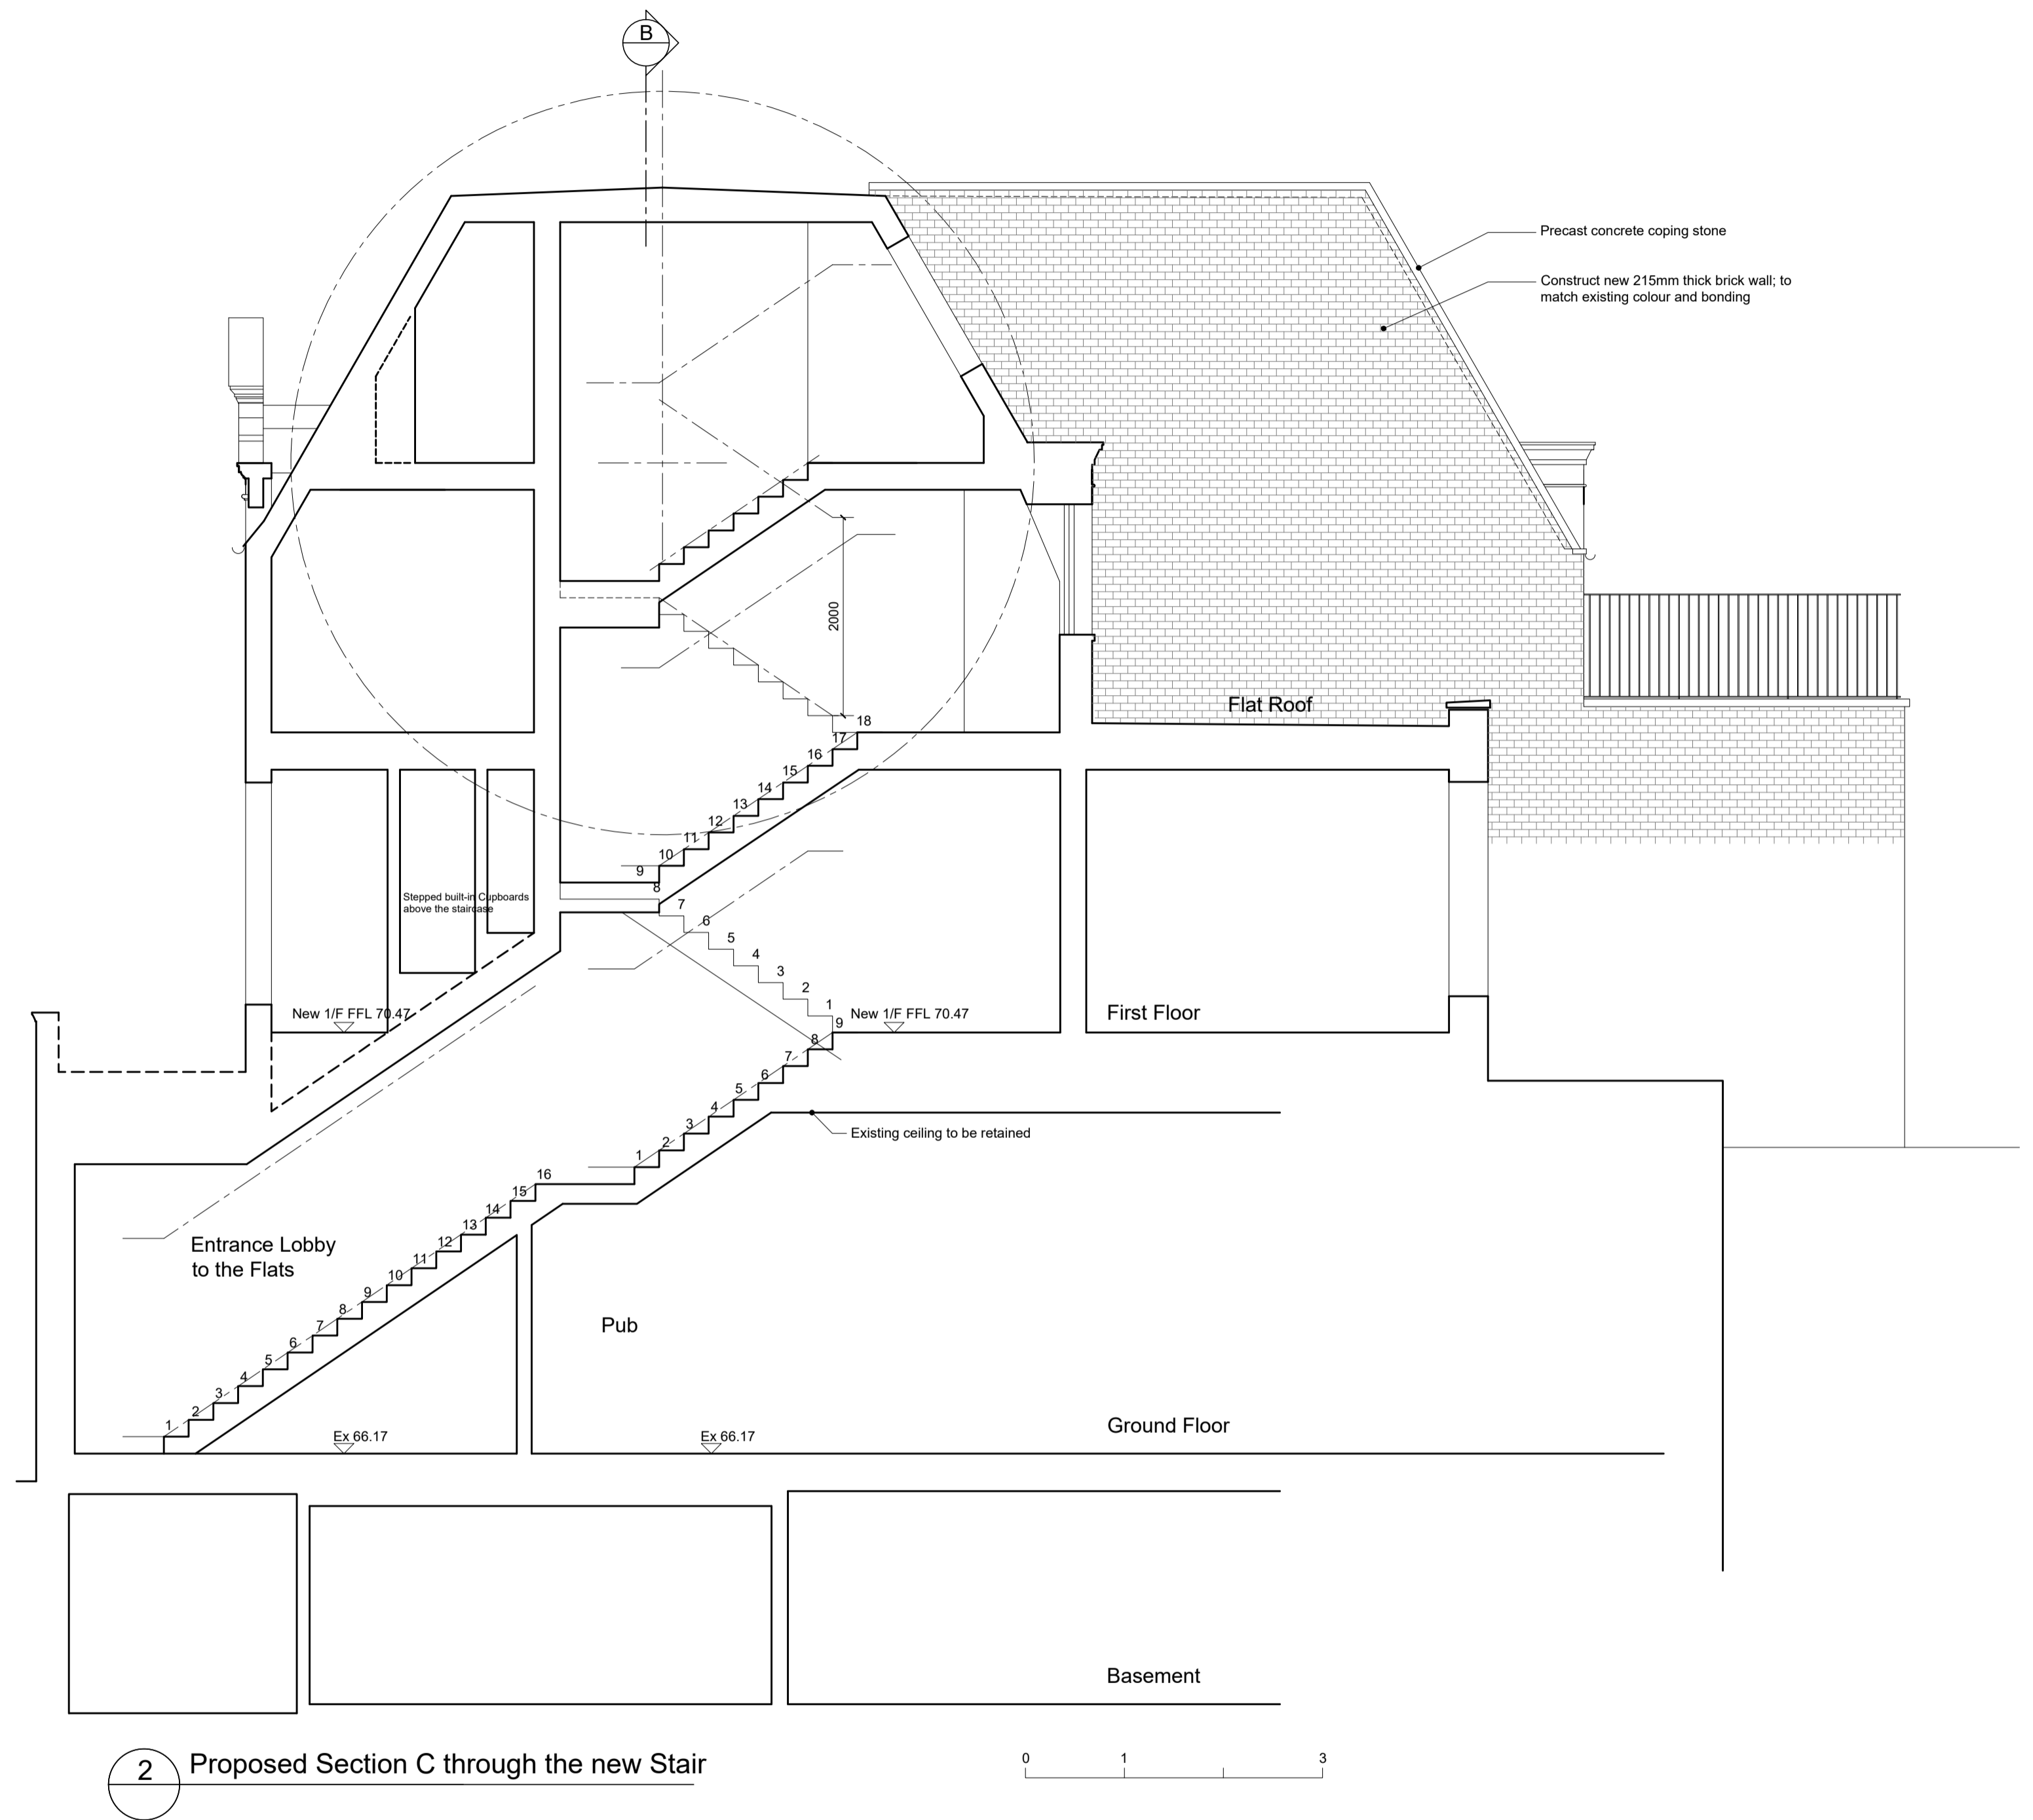 B
Precast concrete coping stone
Construct new 215mm thick brick wall; to
match existing colour and bonding
2000
Flat Roof
18
17
16
15
14
13
12
11
10
9
8
Stepped built-in Cupboards
above the staircase
7
6
5
4
3
2
1
New 1/F FFL 70.47
New 1/F FFL 70.47
First Floor
9
8
7
6
5
4
3
2
1
Existing ceiling to be retained
16
15
14
13
12
11
10
9
8
7
6
5
4
3
2
1
Entrance Lobby
to the Flats
Pub
Ex 66.17
Ex 66.17
Ground Floor
Basement
2
Proposed Section C through the new Stair
0 1 3